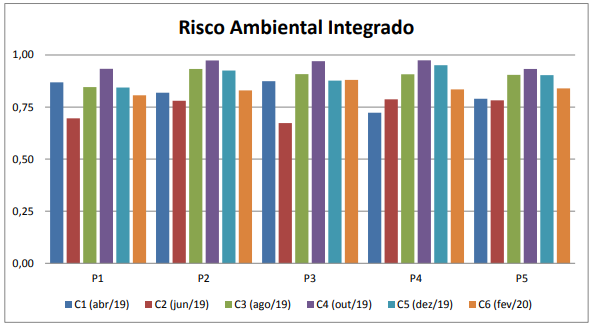 Risco Ambiental Integrado
1,00
0,75
0,50
0,25
0,00
P1 P2 P3 P4 P5
C1 (abr/19) C2 (jun/19) C3 (ago/19) C4 (out/19) C5 (dez/19) C6 (fev/20)